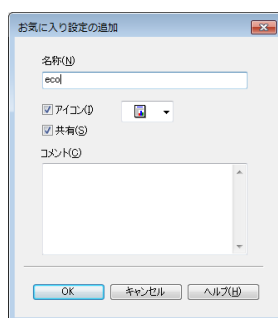 お気に入り設定の追加
名称(N)
eco
アイコン(I)
共有(S)
コメント(C)
OK キャンセル ヘルプ(H)